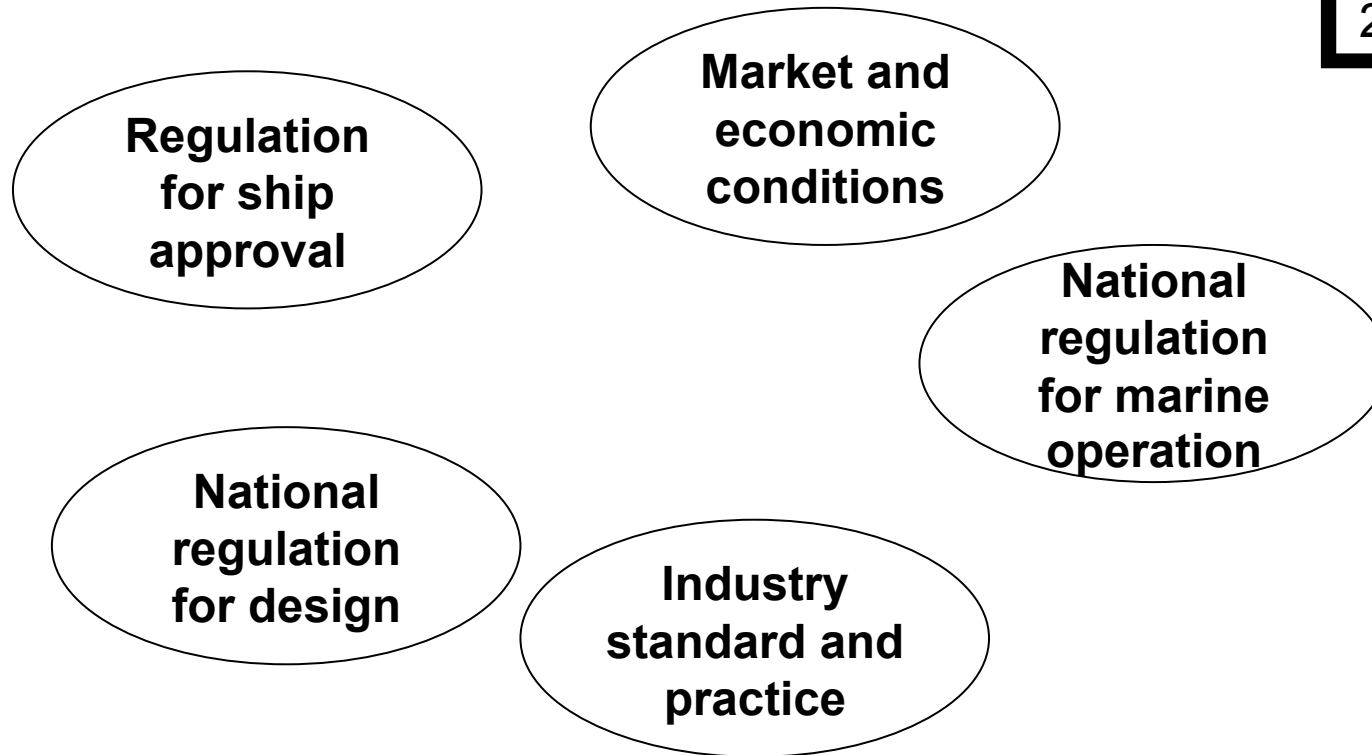 2
Market and
economic
conditions
Regulation
for ship
approval
National
regulation
for marine
operation
National
regulation
for design
Industry
standard and
practice